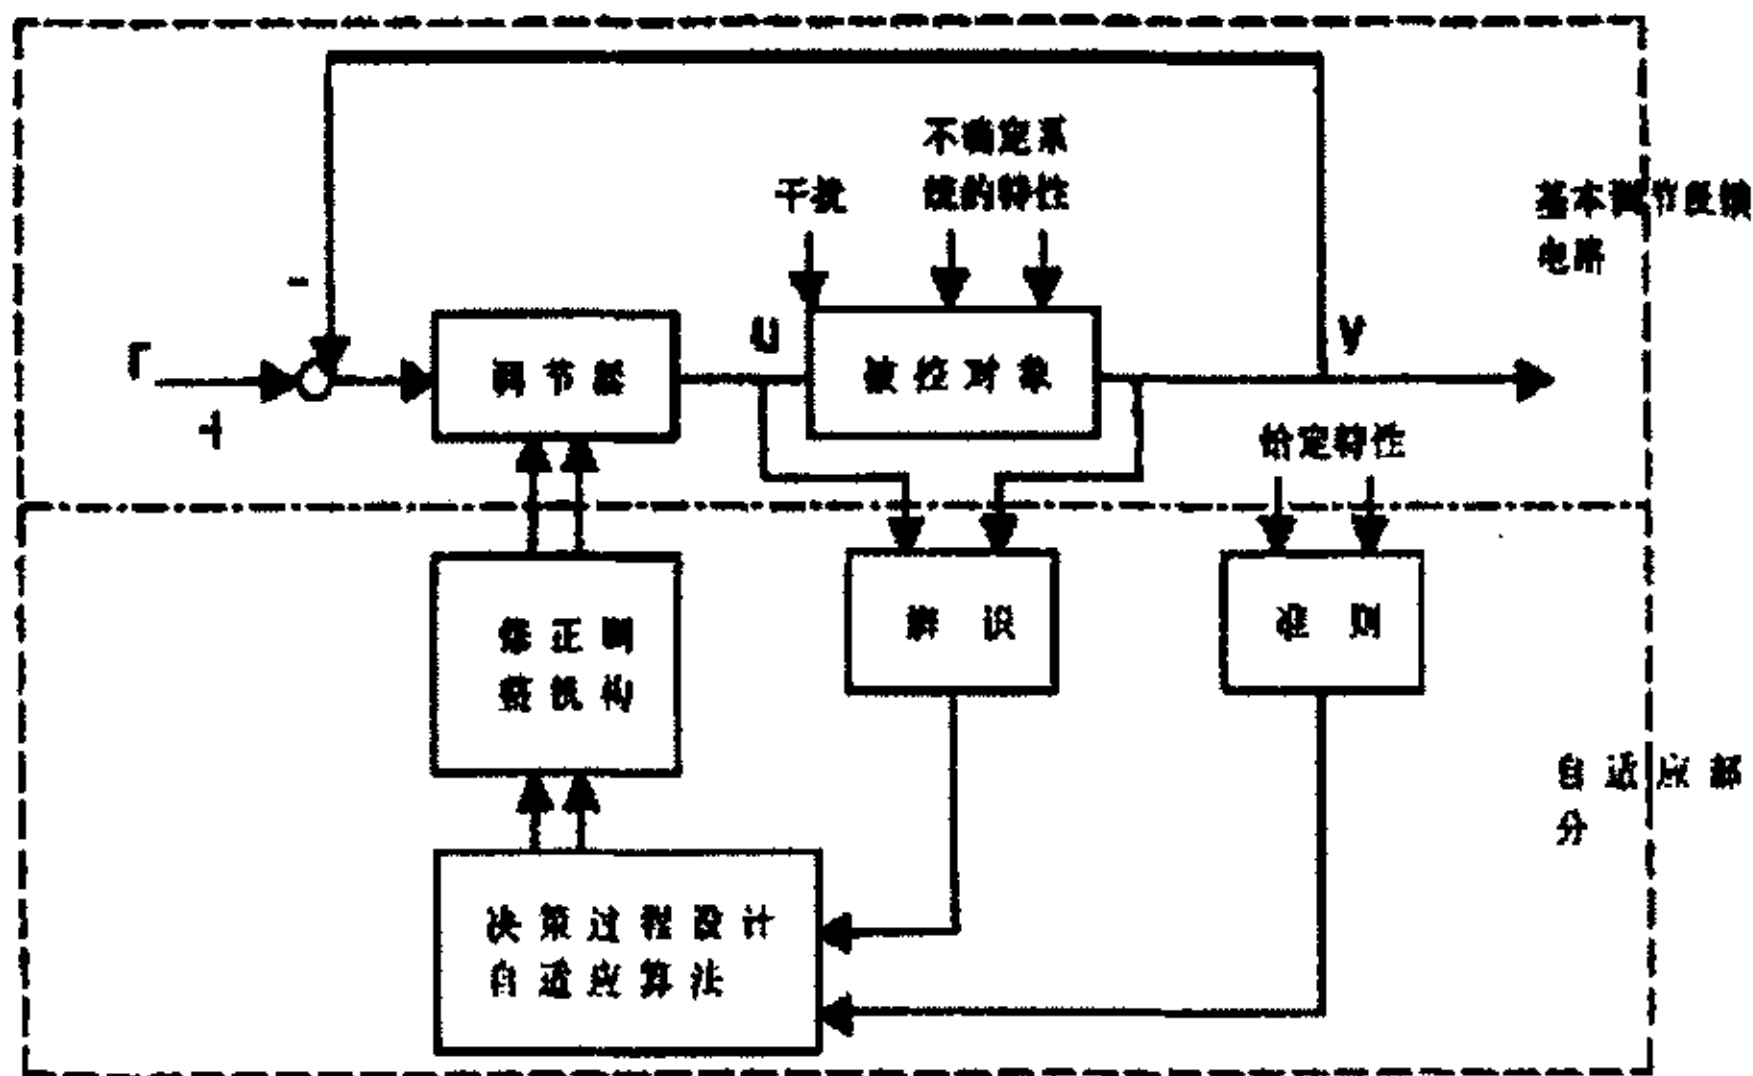 不确定系
统的特性
干扰
基本调节反馈
电路
-
r
调节器
U
被控对象
y
给定特性
修正调
整机构
辨识
准则
自适应部
分
决策过程设计
自适应算法